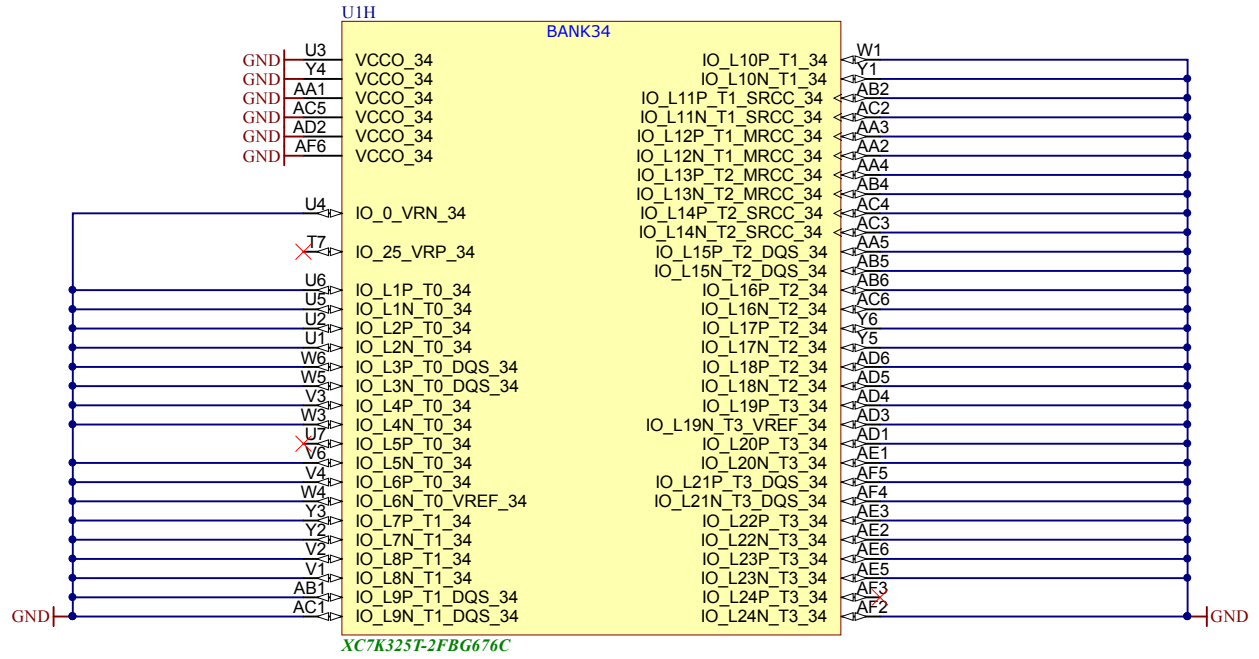 U1H
BANK34
GND U3 VCCO_34 IO_L10P_T1_34 W1
GND Y4 VCCO_34 IO_L10N_T1_34 Y1
GND AA1 VCCO_34 IO_L11P_T1_SRCC_34 AB2
GND AC5 VCCO_34 IO_L11N_T1_SRCC_34 AC2
GND AD2 VCCO_34 IO_L12P_T1_MRCC_34 AA3
GND AF6 VCCO_34 IO_L12N_T1_MRCC_34 AA2
IO_L13P_T2_MRCC_34 AA4
IO_L13N_T2_MRCC_34 AB4
U4 IO_0_VRN_34 IO_L14P_T2_SRCC_34 AC4
IO_L14N_T2_SRCC_34 AC3
T7 IO_25_VRP_34 IO_L15P_T2_DQS_34 AA5
IO_L15N_T2_DQS_34 AB5
U6 IO_L1P_T0_34 IO_L16P_T2_34 AB6
U5 IO_L1N_T0_34 IO_L16N_T2_34 AC6
U2 IO_L2P_T0_34 IO_L17P_T2_34 Y6
U1 IO_L2N_T0_34 IO_L17N_T2_34 Y5
W6 IO_L3P_T0_DQS_34 IO_L18P_T2_34 AD6
W5 IO_L3N_T0_DQS_34 IO_L18N_T2_34 AD5
V3 IO_L4P_T0_34 IO_L19P_T3_34 AD4
W3 IO_L4N_T0_34 IO_L19N_T3_VREF_34 AD3
U7 IO_L5P_T0_34 IO_L20P_T3_34 AD1
V6 IO_L5N_T0_34 IO_L20N_T3_34 AE1
V4 IO_L6P_T0_34 IO_L21P_T3_DQS_34 AF5
W4 IO_L6N_T0_VREF_34 IO_L21N_T3_DQS_34 AF4
Y3 IO_L7P_T1_34 IO_L22P_T3_34 AE3
Y2 IO_L7N_T1_34 IO_L22N_T3_34 AE2
V2 IO_L8P_T1_34 IO_L23P_T3_34 AE6
V1 IO_L8N_T1_34 IO_L23N_T3_34 AE5
AB1 IO_L9P_T1_DQS_34 IO_L24P_T3_34 AF3
GND AC1 IO_L9N_T1_DQS_34 IO_L24N_T3_34 AF2 GND
XC7K325T-2FBG676C